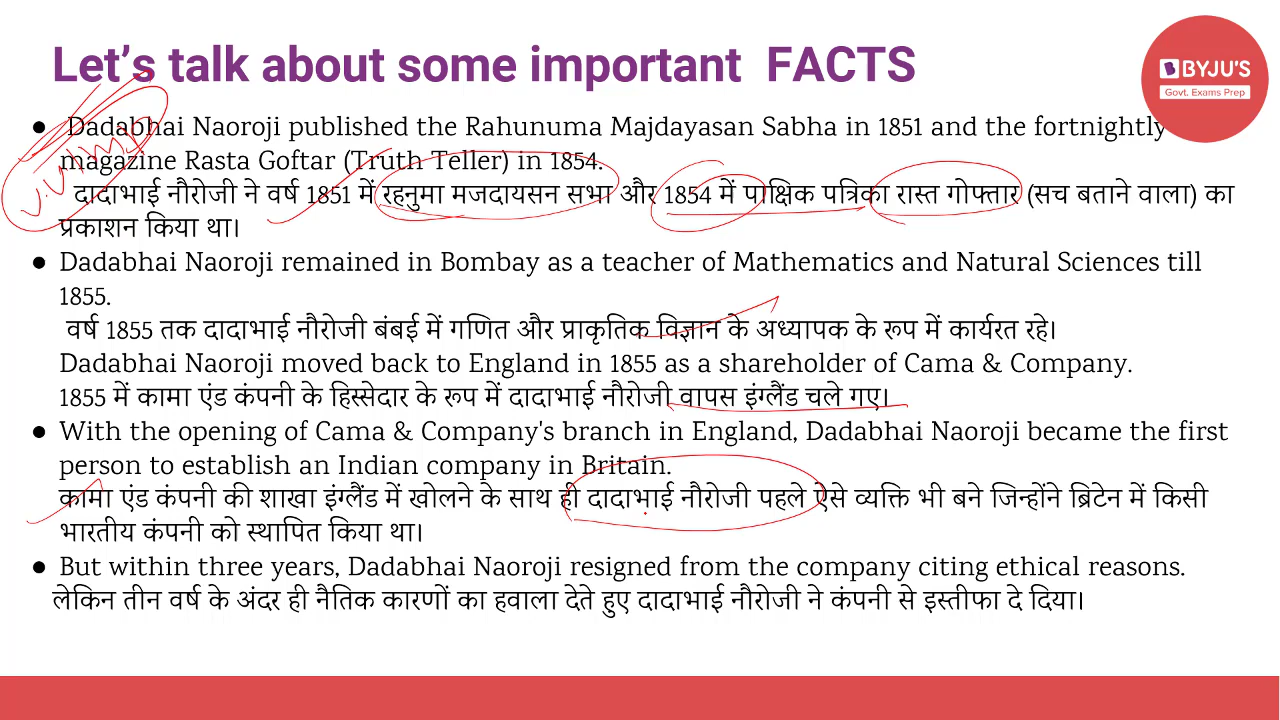 Let's talk about some important FACTS
BYJU'S
Govt. Exams Prep
● Dadabhai Naoroji published the Rahunuma Majdayasan Sabha in 1851 and the fortnightly
magazine Rasta Goftar (Truth Teller) in 1854.
दादाभाई नौरोजी ने वर्ष 1851 में रहनुमा मजदायसन सभा और 1854 में पाक्षिक पत्रिका रास्त गोफ्तार (सच बताने वाला) का
प्रकाशन किया था।
V.V.Imp
● Dadabhai Naoroji remained in Bombay as a teacher of Mathematics and Natural Sciences till
1855.
वर्ष 1855 तक दादाभाई नौरोजी बंबई में गणित और प्राकृतिक विज्ञान के अध्यापक के रूप में कार्यरत रहे।
Dadabhai Naoroji moved back to England in 1855 as a shareholder of Cama & Company.
1855 में कामा एंड कंपनी के हिस्सेदार के रूप में दादाभाई नौरोजी वापस इंग्लैंड चले गए।
● With the opening of Cama & Company's branch in England, Dadabhai Naoroji became the first
person to establish an Indian company in Britain.
कामा एंड कंपनी की शाखा इंग्लैंड में खोलने के साथ ही दादाभाई नौरोजी पहले ऐसे व्यक्ति भी बने जिन्होंने ब्रिटेन में किसी
भारतीय कंपनी को स्थापित किया था।
● But within three years, Dadabhai Naoroji resigned from the company citing ethical reasons.
लेकिन तीन वर्ष के अंदर ही नैतिक कारणों का हवाला देते हुए दादाभाई नौरोजी ने कंपनी से इस्तीफा दे दिया।